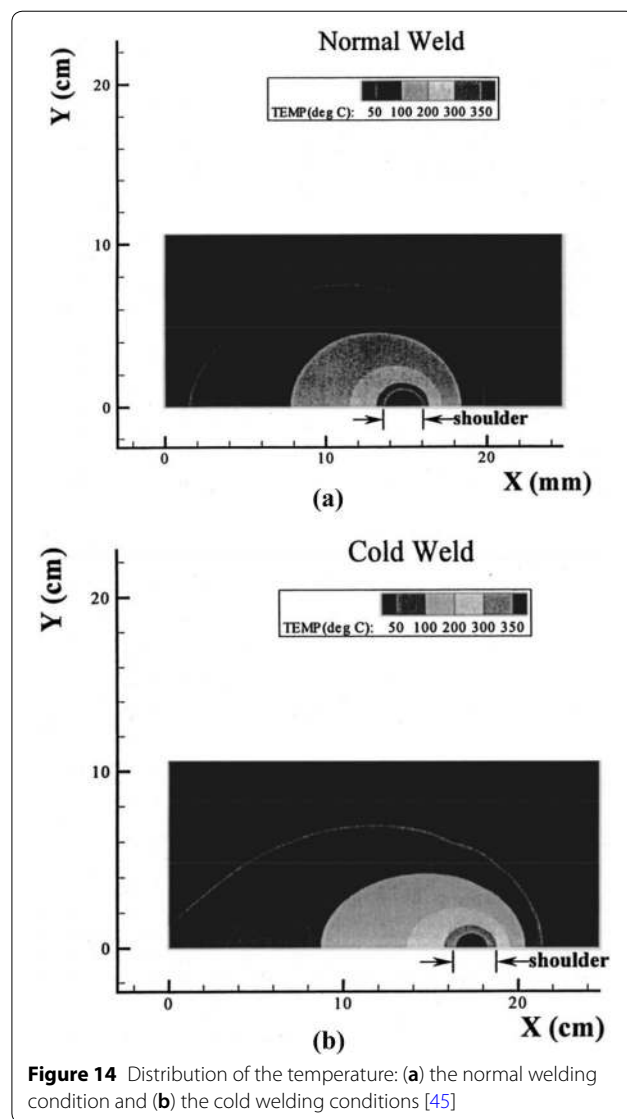 Normal Weld
Y (cm)
20
TEMP(deg C): 50 100 200 300 350
10
0
shoulder
0 10 20
X (mm)
(a)
Cold Weld
Y (cm)
20
TEMP(deg C): 50 100 200 300 350
10
0
shoulder
0 10 20
X (cm)
(b)
Figure 14 Distribution of the temperature: (a) the normal welding
condition and (b) the cold welding conditions [45]